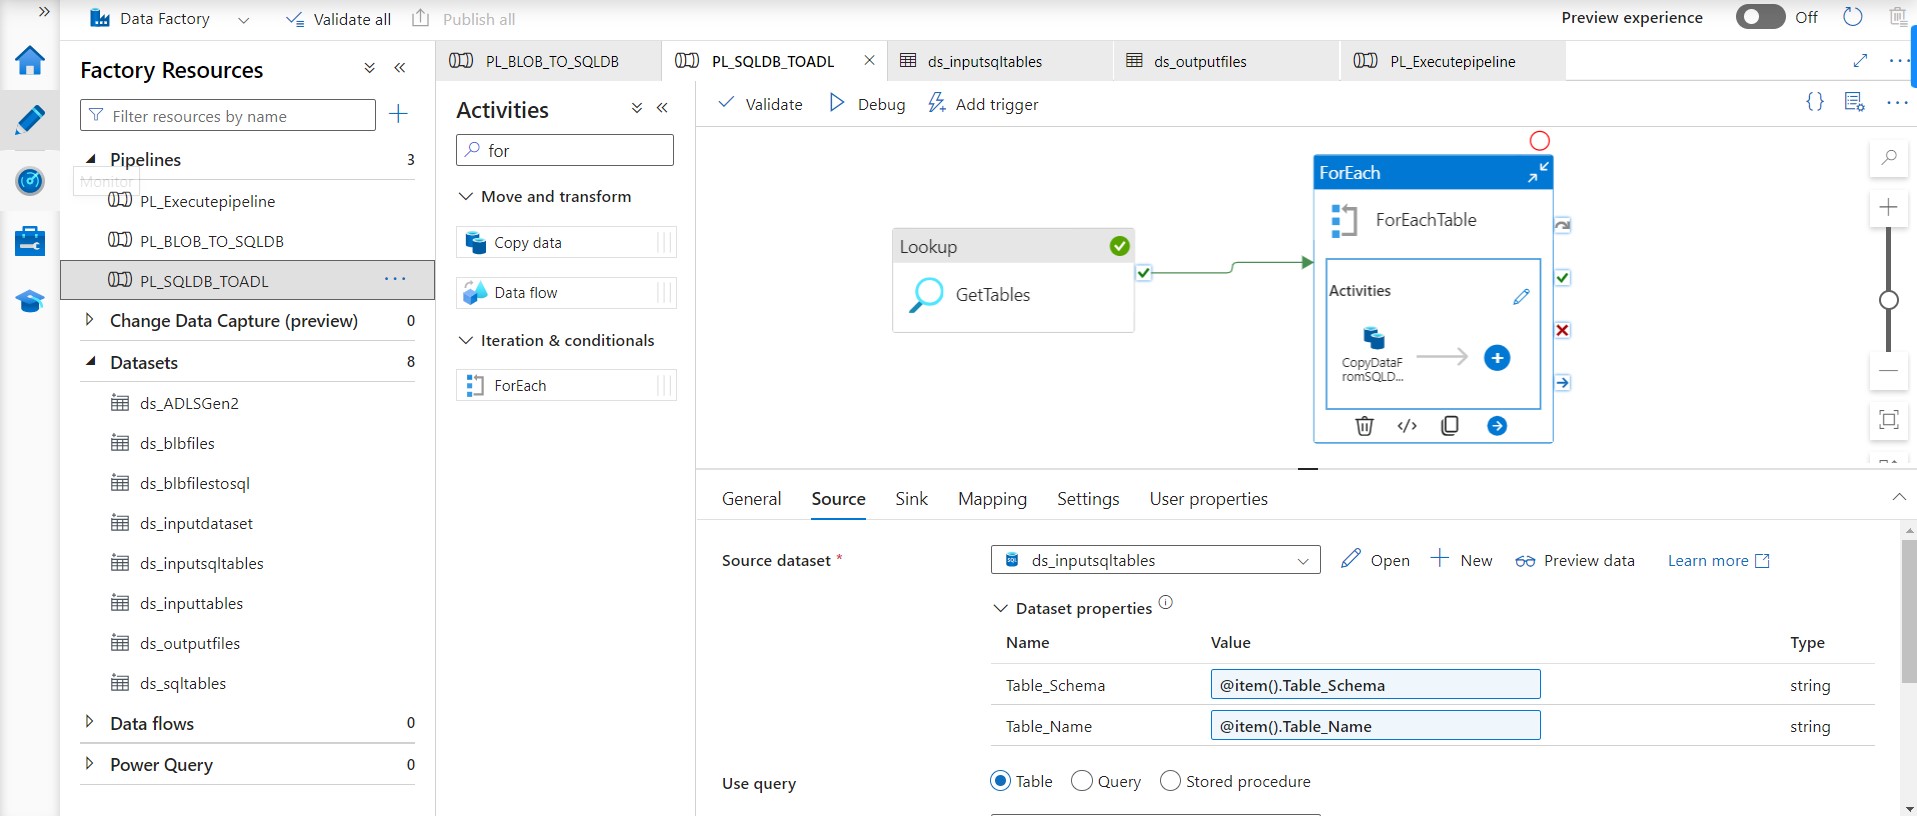 Data Factory
Validate all
Publish all
Preview experience
Off
Factory Resources
Filter resources by name
Pipelines
3
Monitor
PL_Executepipeline
PL_BLOB_TO_SQLDB
PL_SQLDB_TOADL
Change Data Capture (preview)
0
Datasets
8
ds_ADLSGen2
ds_blbfiles
ds_blbfilestosql
ds_inputdataset
ds_inputsqltables
ds_inputtables
ds_outputfiles
ds_sqltables
Data flows
0
Power Query
0
PL_BLOB_TO_SQLDB
PL_SQLDB_TOADL
ds_inputsqltables
ds_outputfiles
PL_Executepipeline
Activities
for
Move and transform
Copy data
Data flow
Iteration & conditionals
ForEach
Validate
Debug
Add trigger
Lookup
GetTables
ForEach
ForEachTable
Activities
CopyDataF
romSQLD...
General
Source
Sink
Mapping
Settings
User properties
Source dataset *
SQL
ds_inputsqltables
Open
New
Preview data
Learn more
Dataset properties
Name
Value
Type
Table_Schema
@item().Table_Schema
string
Table_Name
@item().Table_Name
string
Use query
Table
Query
Stored procedure